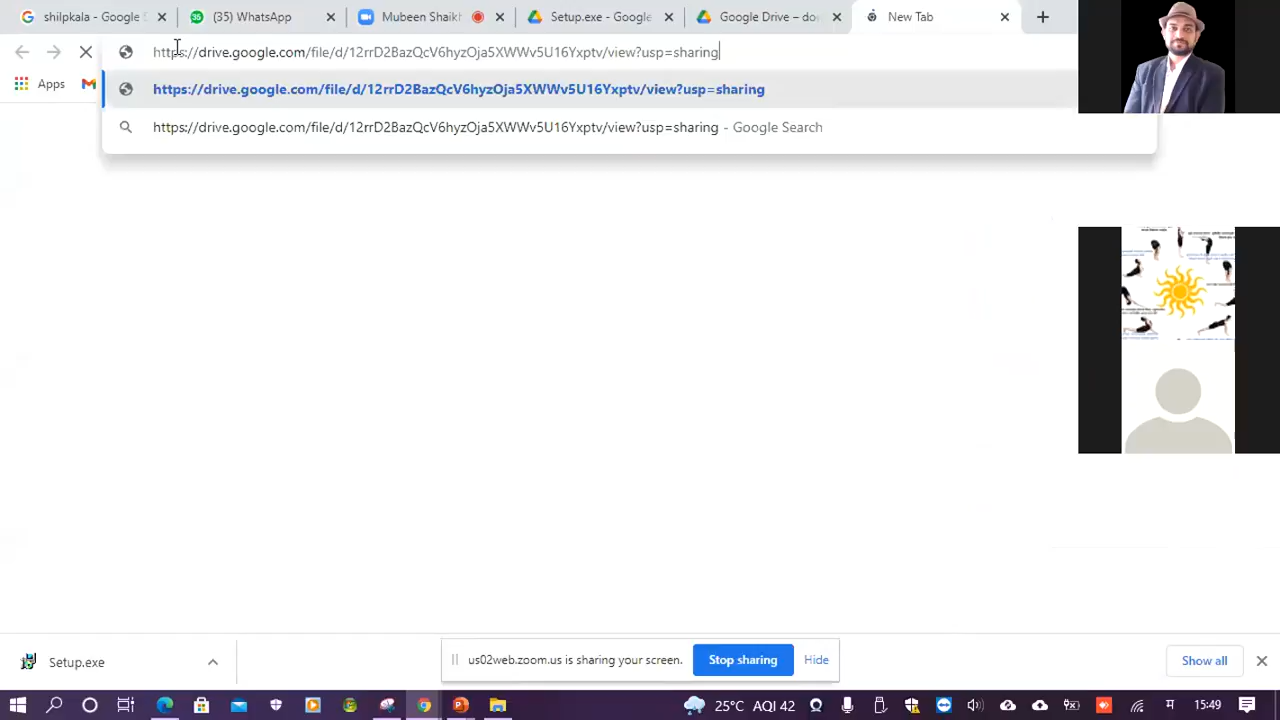 shilpkala - Google S
(35) WhatsApp
Mubeen Shaikh
Setup.exe - Google
Google Drive – dow
New Tab
https://drive.google.com/file/d/12rrD2BazQcV6hyzOja5XWWv5U16Yxptv/view?usp=sharing
Apps
https://drive.google.com/file/d/12rrD2BazQcV6hyzOja5XWWv5U16Yxptv/view?usp=sharing
https://drive.google.com/file/d/12rrD2BazQcV6hyzOja5XWWv5U16Yxptv/view?usp=sharing - Google Search
Setup.exe
us02web.zoom.us is sharing your screen.
Stop sharing
Hide
Show all
25°C AQI 42
म
15:49